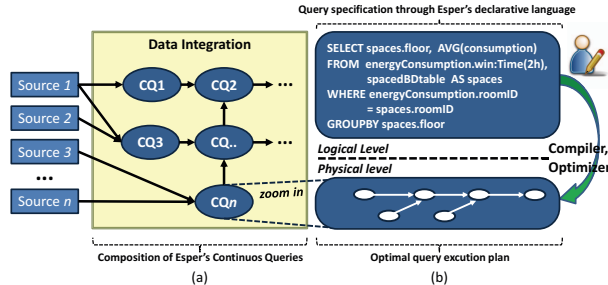 Query specification through Esper's declarative language
Data Integration
Source 1
Source 2
Source 3
...
Source n
CQ1
CQ2
...
CQ3
CQ..
...
CQn
zoom in
SELECT spaces.floor, AVG(consumption)
FROM energyConsumption.win:Time(2h),
spacedBDtable AS spaces
WHERE energyConsumption.roomID
= spaces.roomID
GROUPBY spaces.floor
Logical Level
Physical level
Compiler,
Optimizer
Composition of Esper's Continuos Queries
Optimal query excution plan
(a)
(b)